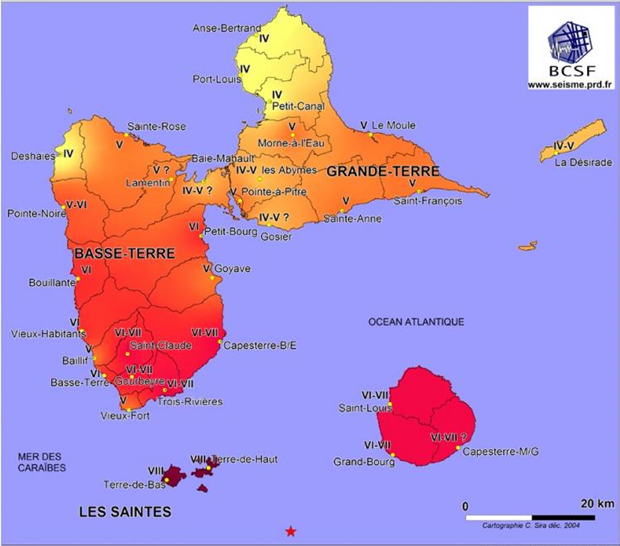 Anse-Bertrand
IV
BCSF
www.seisme.prd.fr
IV
Port-Louis
IV
Petit-Canal
Sainte-Rose
V
V
Le Moule
Morne-à-l'Eau
Deshaies
IV
Baie-Mahault
V ?
Lamentin
IV-V les Abymes
GRANDE-TERRE
IV-V
La Désirade
IV-V ?
V
Pointe-à-Pitre
V
Saint-François
V-VI
Pointe-Noire
IV-V ?
Gosier
V
Sainte-Anne
VI
Petit-Bourg
BASSE-TERRE
VI
Bouillante
V Goyave
OCEAN ATLANTIQUE
VI
Vieux-Habitants
VI-VII
Saint-Claude
VI-VII
Capesterre-B/E
V
Baillif
VI
Basse-Terre
VI-VII
Gourbeyre
VI-VII
Trois-Rivières
V
Vieux-Fort
VI-VII
Saint-Louis
VI-VII
Grand-Bourg
VI-VII ?
Capesterre-M/G
MER DES
CARAÏBES
VIII
Terre-de-Haut
VIII
Terre-de-Bas
LES SAINTES
0
20 km
Cartographie C. Sira déc. 2004